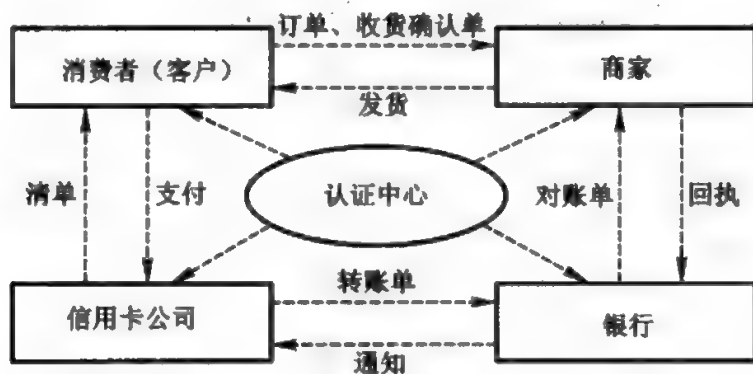 订单、收货确认单
消费者（客户）
商家
发货
清单
支付
认证中心
对账单
回执
转账单
信用卡公司
银行
通知